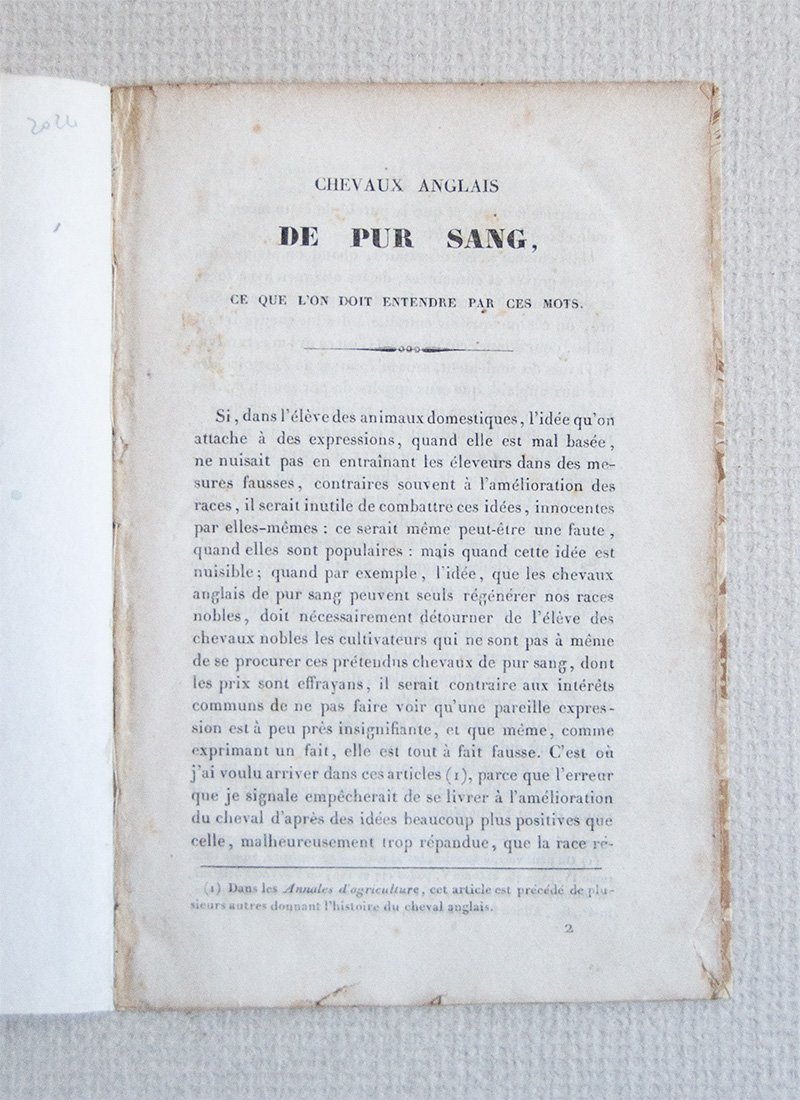 2024
CHEVAUX ANGLAIS
DE PUR SANG,
CE QUE L'ON DOIT ENTENDRE PAR CES MOTS.
Si, dans l'élève des animaux domestiques, l'idée qu'on
attache à des expressions, quand elle est mal basée,
ne nuisait pas en entraînant les éleveurs dans des me-
sures fausses, contraires souvent à l'amélioration des
races, il serait inutile de combattre ces idées, innocentes
par elles-mêmes : ce serait même peut-être une faute,
quand elles sont populaires : mais quand cette idée est
nuisible; quand par exemple, l'idée, que les chevaux
anglais de pur sang peuvent seuls régénérer nos races
nobles, doit nécessairement détourner de l'élève des
chevaux nobles les cultivateurs qui ne sont pas à même
de se procurer ces prétendus chevaux de pur sang, dont
les prix sont effrayans, il serait contraire aux intérêts
communs de ne pas faire voir qu'une pareille expres-
sion est à peu près insignifiante, et que même, comme
exprimant un fait, elle est tout à fait fausse. C'est où
j'ai voulu arriver dans ces articles (1), parce que l'erreur
que je signale empêcherait de se livrer à l'amélioration
du cheval d'après des idées beaucoup plus positives que
celle, malheureusement trop répandue, que la race ré-
(1) Dans les Annales d'agriculture, cet article est précédé de plu-
sieurs autres donnant l'histoire du cheval anglais.
2